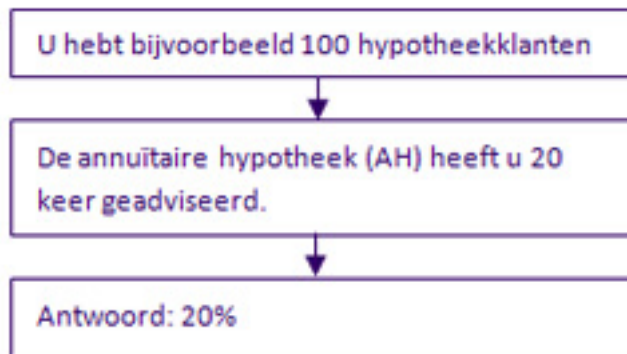 U hebt bijvoorbeeld 100 hypotheekklanten
De annuïtaire hypotheek (AH) heeft u 20
keer geadviseerd.
Antwoord: 20%